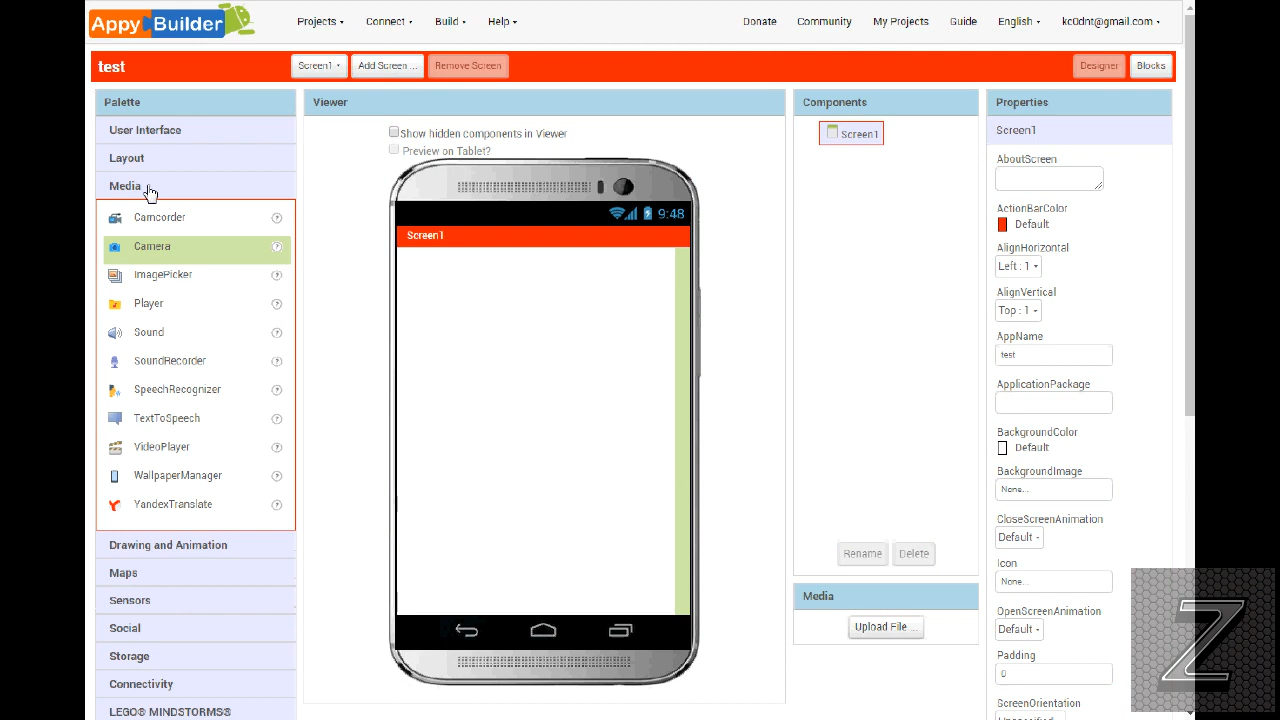 Appy Builder
Projects
Connect
Build
Help
Donate
Community
My Projects
Guide
English
kc0dnt@gmail.com
test
Screen1
Add Screen ...
Remove Screen
Designer
Blocks
Palette
User Interface
Layout
Media
Camcorder
Camera
ImagePicker
Player
Sound
SoundRecorder
SpeechRecognizer
TextToSpeech
VideoPlayer
WallpaperManager
YandexTranslate
Drawing and Animation
Maps
Sensors
Social
Storage
Connectivity
LEGO® MINDSTORMS®
Viewer
Show hidden components in Viewer
Preview on Tablet?
9:48
Screen1
Components
Screen1
Rename
Delete
Media
Upload File ...
Properties
Screen1
AboutScreen
ActionBarColor
Default
AlignHorizontal
Left : 1
AlignVertical
Top : 1
AppName
test
ApplicationPackage
BackgroundColor
Default
BackgroundImage
None...
CloseScreenAnimation
Default
Icon
None...
OpenScreenAnimation
Default
Padding
0
ScreenOrientation
Z